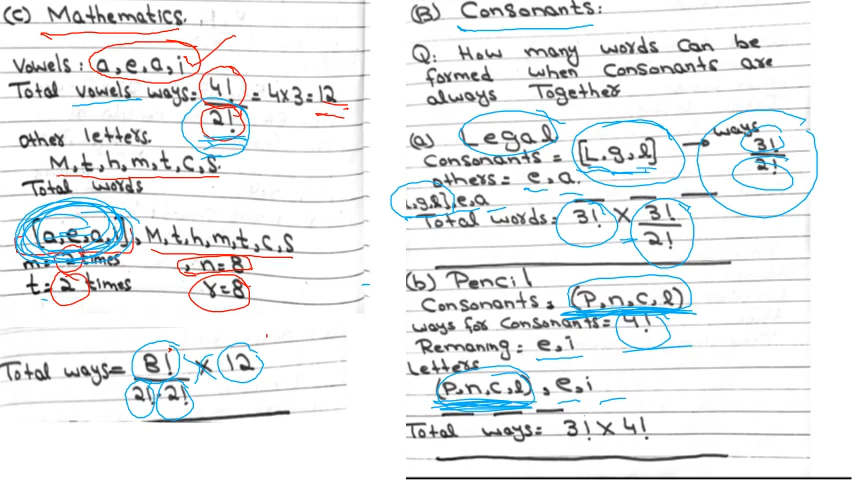 (C) Mathematics.
Vowels: a, e, a, i
Total vowels ways = 4!/2! = 4x3 = 12
other letters.
M, t, h, m, t, c, s.
Total words
[a, e, a, i], M, t, h, m, t, c, s
m = 2 times , n = 8
t = 2 times r = 8
Total ways = 8!/2! 2! x 12
(B) Consonants:
Q: How many words can be
formed when consonants are
always Together
(a) Legal
Consonants = [L, g, l] → ways 3!/2!
others = e, a.
,g,l], e, a
Total words: 3! x 3!/2!
(b) Pencil
Consonants, (P, n, c, l)
ways for consonants = 4!
Remaning: e, i
Letters
(P, n, c, l), e, i
Total ways = 3! x 4!